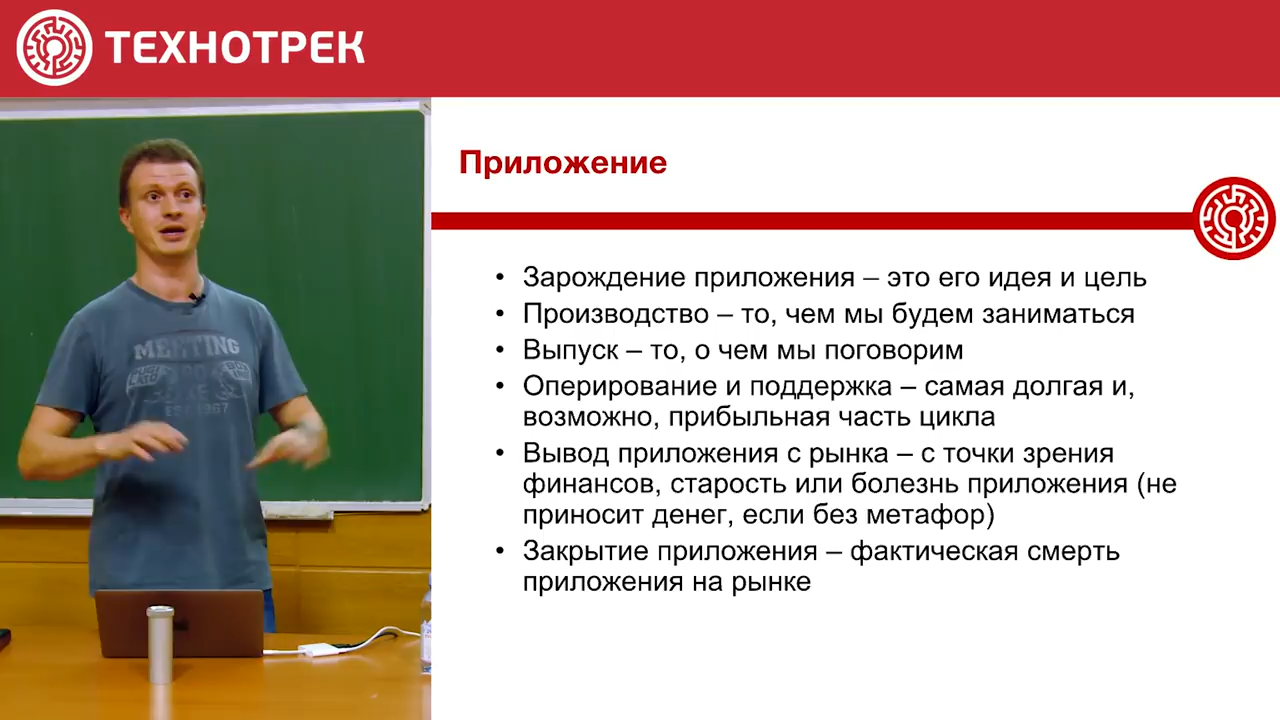 ТЕХНОТРЕК
Приложение
• Зарождение приложения – это его идея и цель
• Производство – то, чем мы будем заниматься
• Выпуск – то, о чем мы поговорим
• Оперирование и поддержка – самая долгая и,
возможно, прибыльная часть цикла
• Вывод приложения с рынка – с точки зрения
финансов, старость или болезнь приложения (не
приносит денег, если без метафор)
• Закрытие приложения – фактическая смерть
приложения на рынке
MEETING